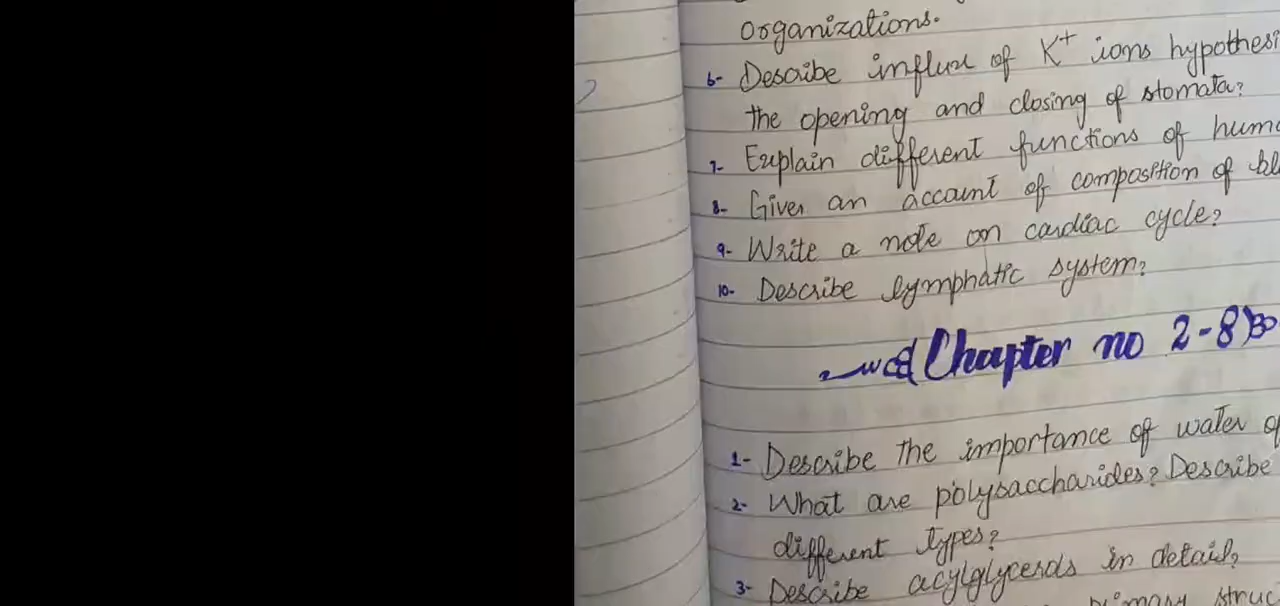 organizations.
6- Describe influx of K+ ions hypothesi
the opening and closing of stomata?
7- Explain different functions of huma
8- Given an account of composition of bl
9- Write a note on cardiac cycle?
10- Describe lymphatic system?
Chapter no 2-8
1- Describe the importance of water of
2- What are polysaccharides? Describe
different types?
3- Describe acylglycerols in detail?
primary struc